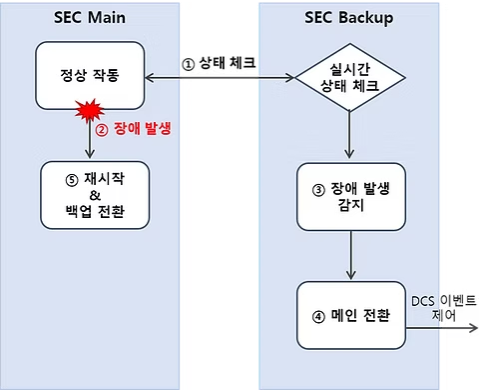 SEC Main
SEC Backup
정상 작동
① 상태 체크
실시간
상태 체크
② 장애 발생
⑤ 재시작
&
백업 전환
③ 장애 발생
감지
④ 메인 전환
DCS 이벤트
제어